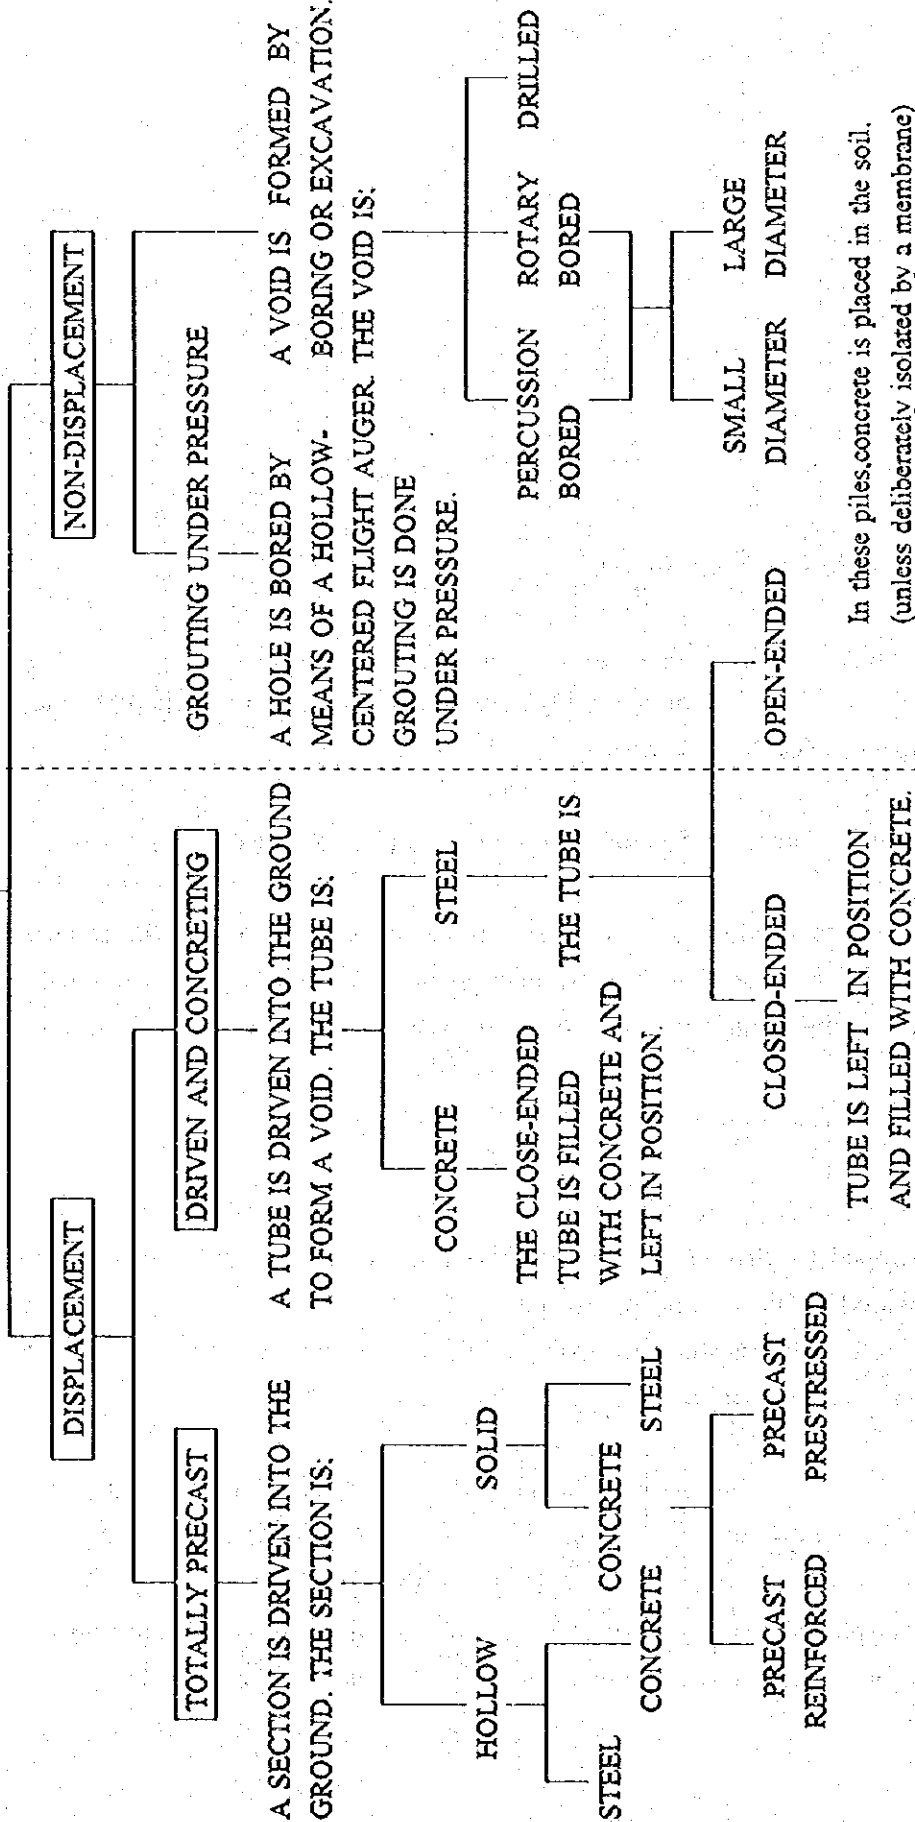 DISPLACEMENT
NON-DISPLACEMENT
TOTALLY PRECAST
DRIVEN AND CONCRETING
GROUTING UNDER PRESSURE
A SECTION IS DRIVEN INTO THE
GROUND. THE SECTION IS:
A TUBE IS DRIVEN INTO THE GROUND
TO FORM A VOID. THE TUBE IS:
A HOLE IS BORED BY
MEANS OF A HOLLOW-
CENTERED FLIGHT AUGER.
GROUTING IS DONE
UNDER PRESSURE.
A VOID IS FORMED BY
BORING OR EXCAVATION.
THE VOID IS:
HOLLOW
SOLID
CONCRETE
STEEL
STEEL
CONCRETE
CONCRETE
STEEL
THE CLOSE-ENDED
TUBE IS FILLED
WITH CONCRETE AND
LEFT IN POSITION.
THE TUBE IS
PERCUSSION
BORED
ROTARY
BORED
DRILLED
PRECAST
REINFORCED
PRECAST
PRESTRESSED
CLOSED-ENDED
OPEN-ENDED
SMALL
DIAMETER
LARGE
DIAMETER
TUBE IS LEFT IN POSITION
AND FILLED WITH CONCRETE.
In these piles,concrete is placed in the soil.
(unless deliberately isolated by a membrane)